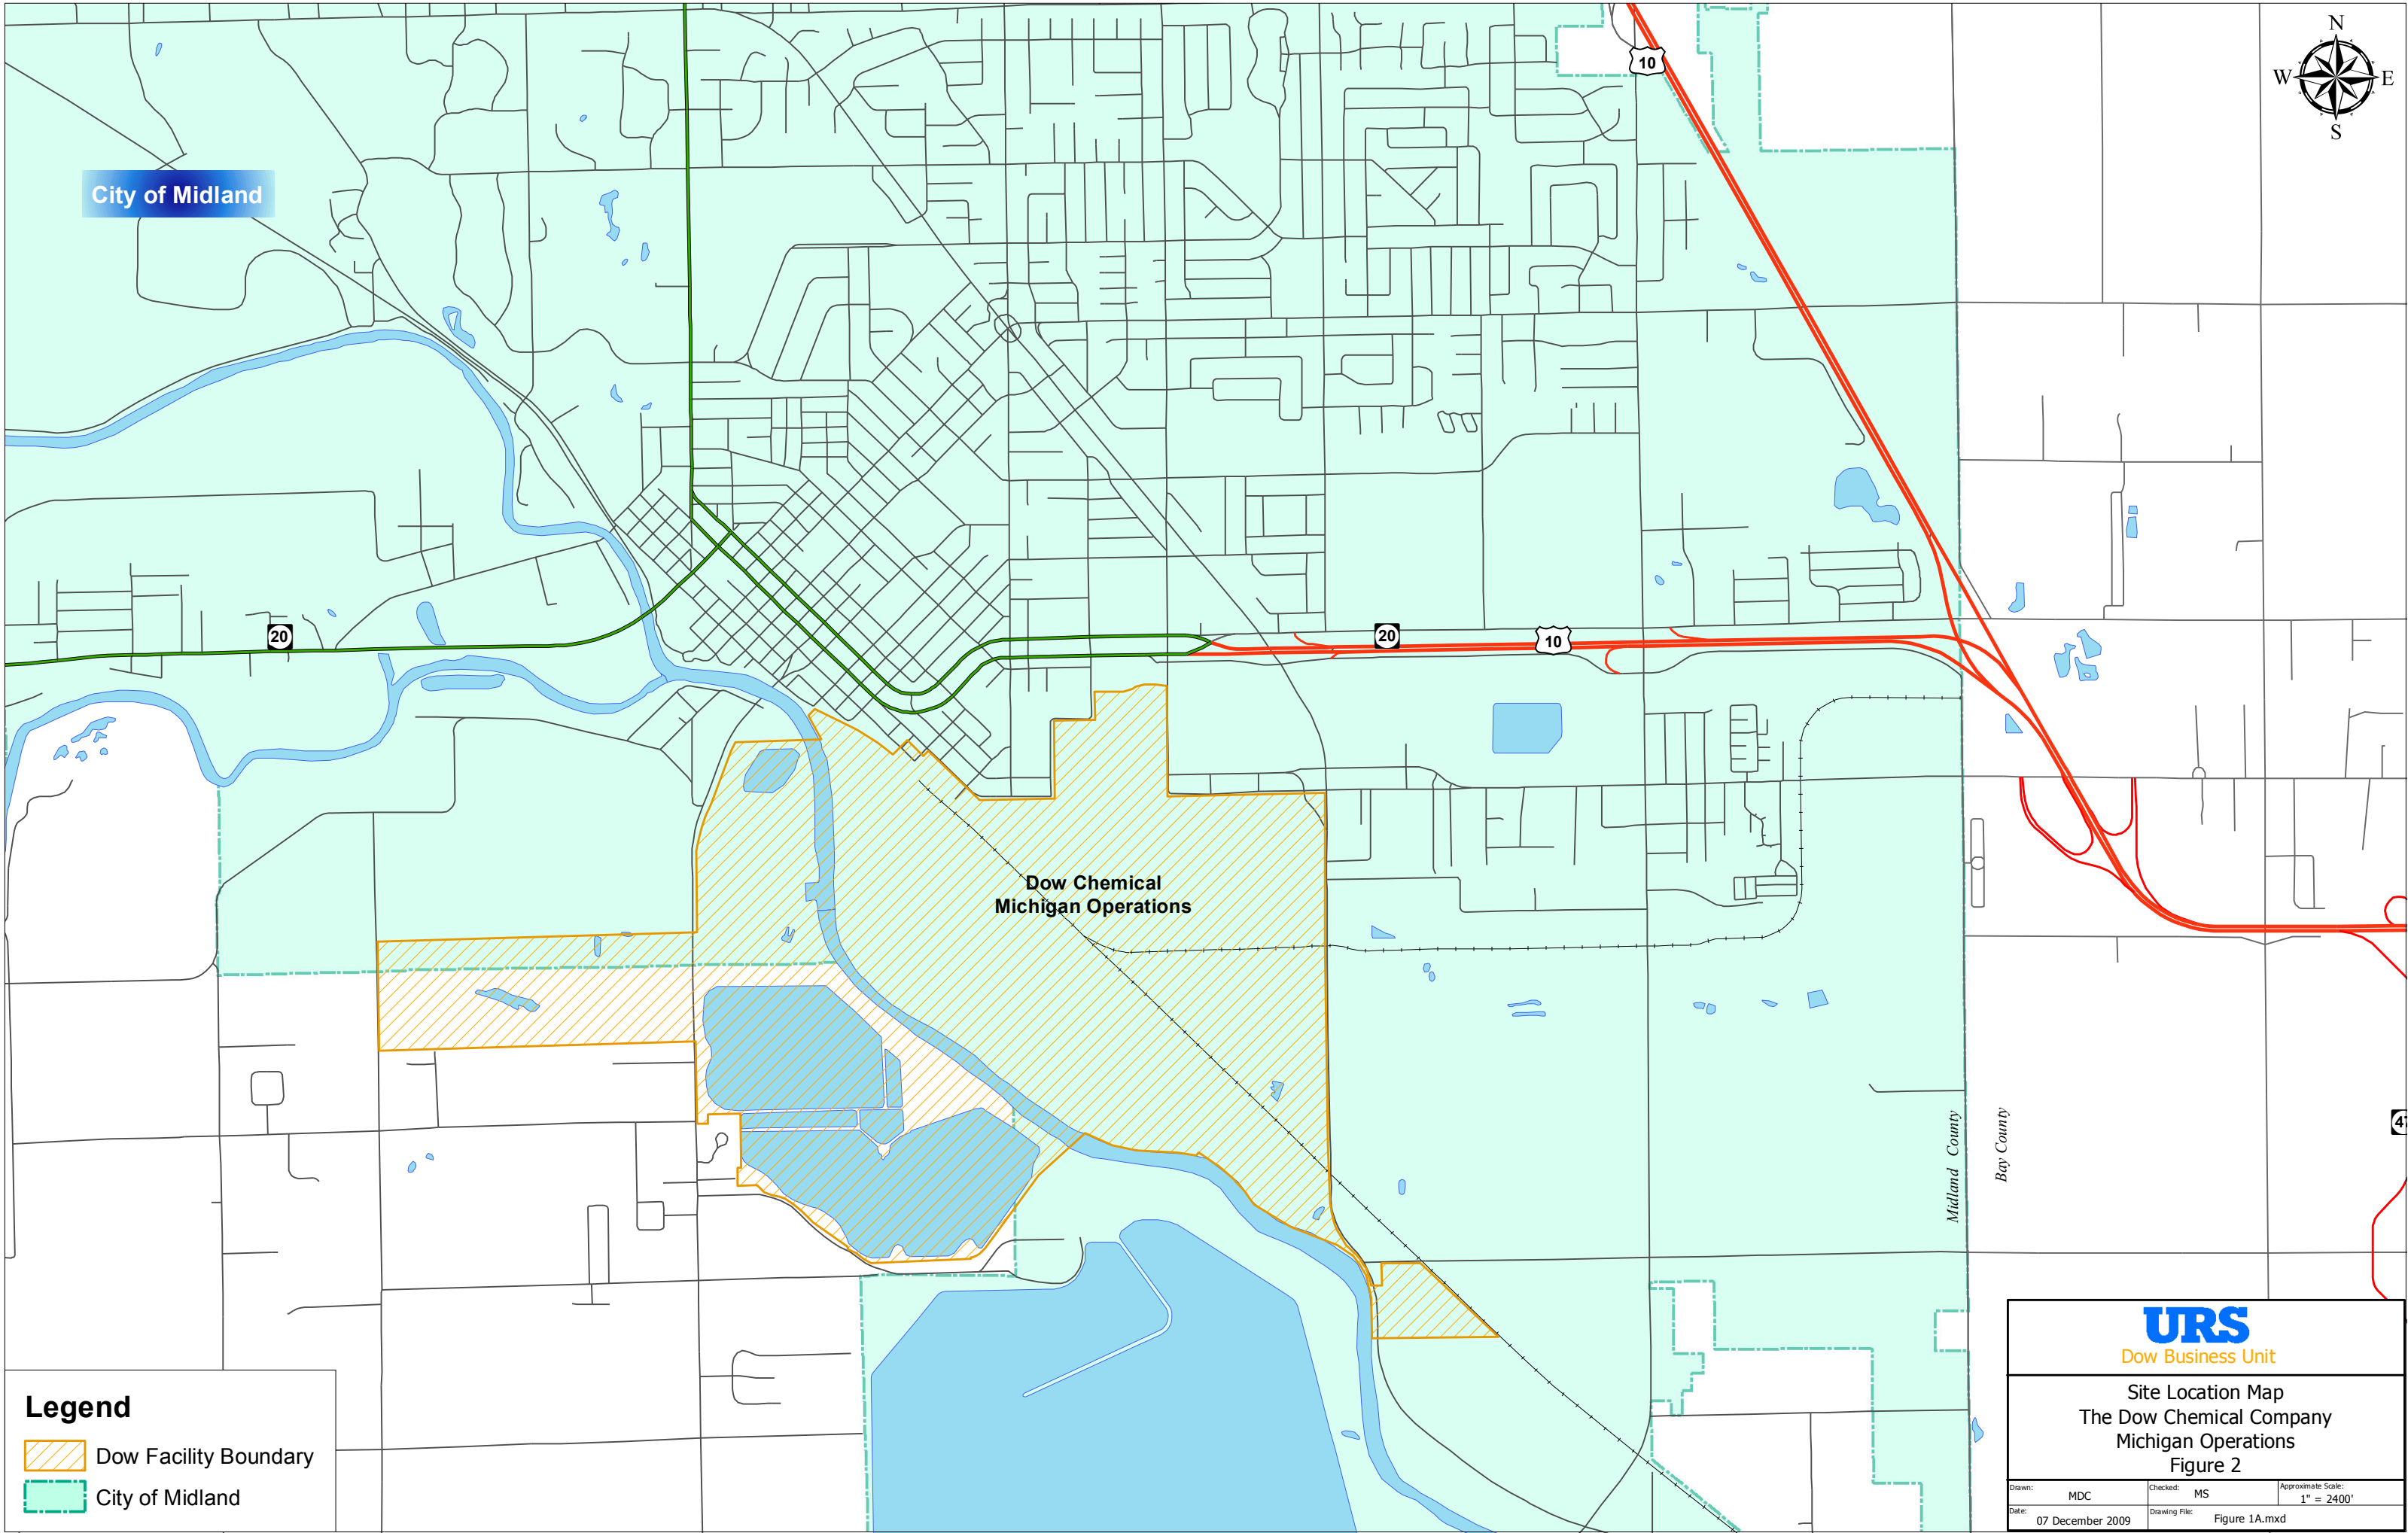 N
W
E
S
10
City of Midland
20
20
10
Dow Chemical
Michigan Operations
Midland County
Bay County
Legend
Dow Facility Boundary
City of Midland
URS
Dow Business Unit
Site Location Map
The Dow Chemical Company
Michigan Operations
Figure 2
Drawn: MDC
Checked: MS
Approximate Scale: 1" = 2400'
Date: 07 December 2009
Drawing File: Figure 1A.mxd